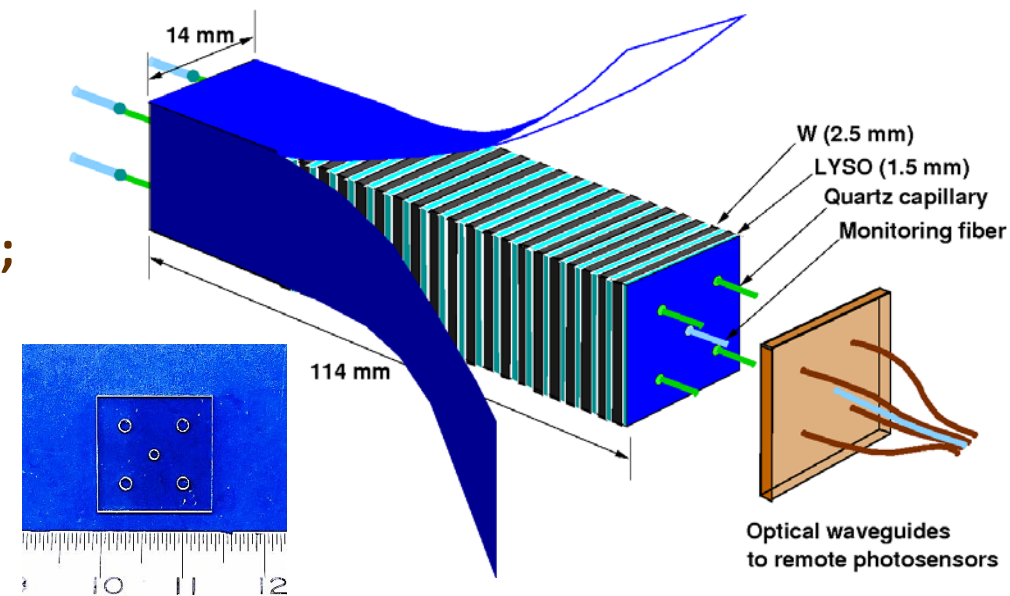 14 mm
W (2.5 mm)
LYSO (1.5 mm)
Quartz capillary
Monitoring fiber
;
114 mm
10 11 12
Optical waveguides
to remote photosensors